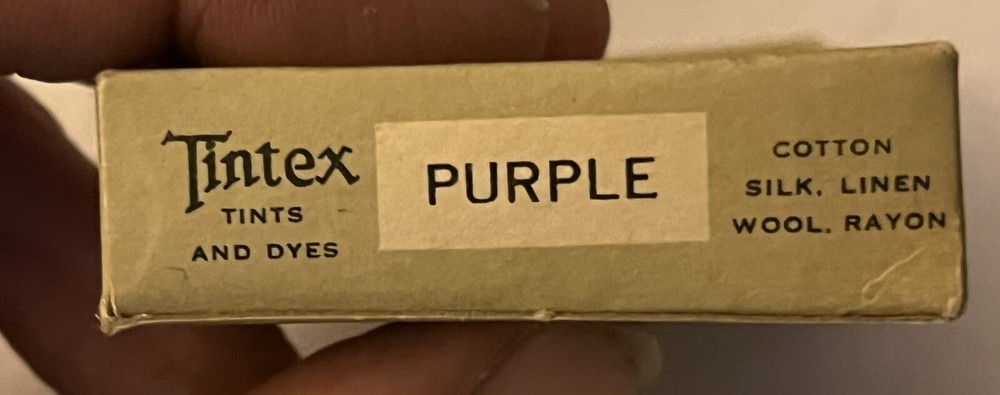 Tintex
TINTS
AND DYES
PURPLE
COTTON
SILK, LINEN
WOOL, RAYON